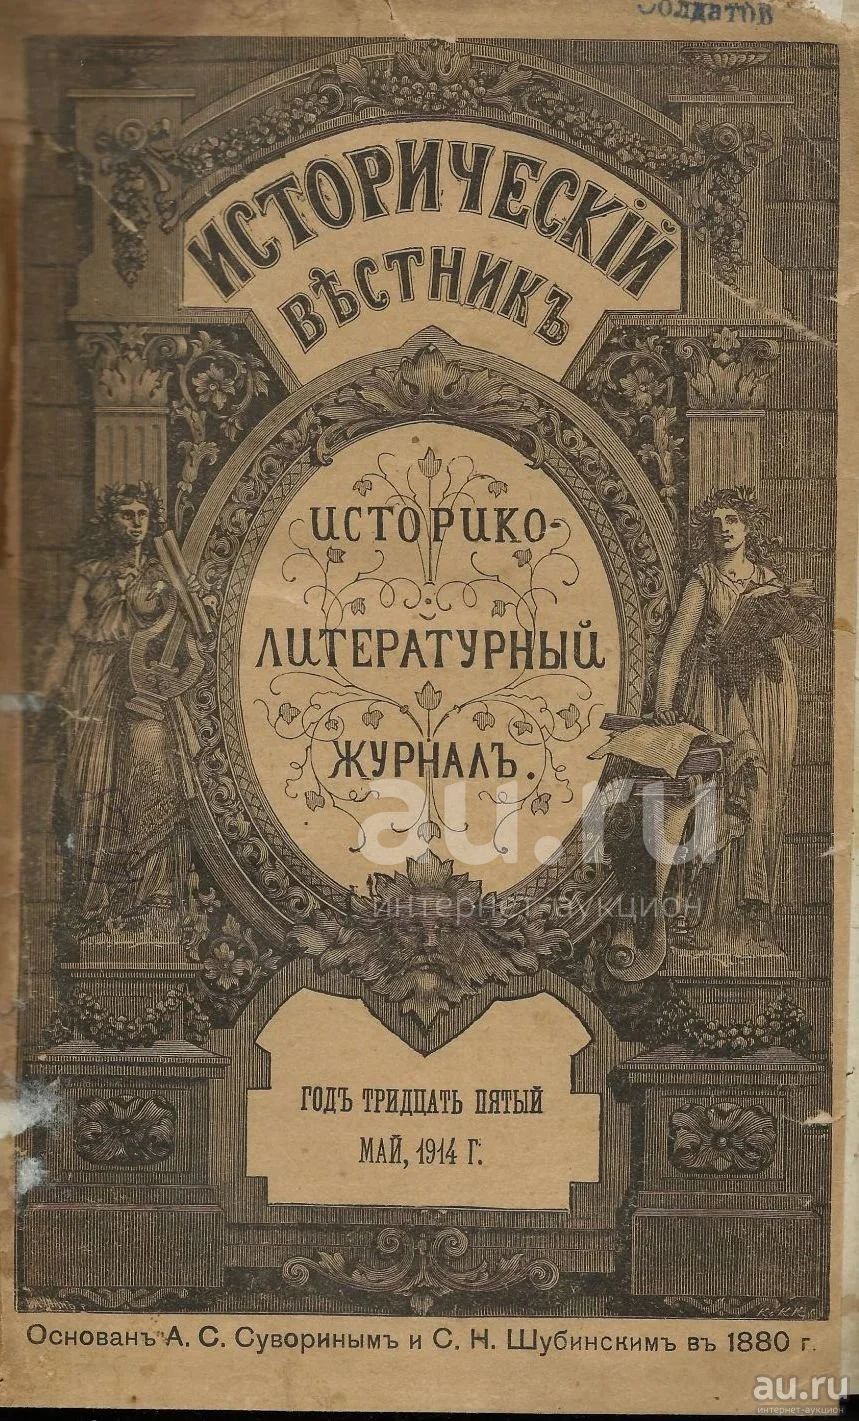 Солдатов
ИСТОРИЧЕСКІЙ
ВѢСТНИКЪ
ИСТОРИКО-
ЛИТЕРАТУРНЫЙ
ЖУРНАЛЪ.
au.ru
интернет-аукцион
ГОДЪ ТРИДЦАТЬ ПЯТЫЙ
МАЙ, 1914 Г.
Основанъ А. С. Суворинымъ и С. Н. Шубинскимъ въ 1880 г.
au.ru
интернет-аукцион